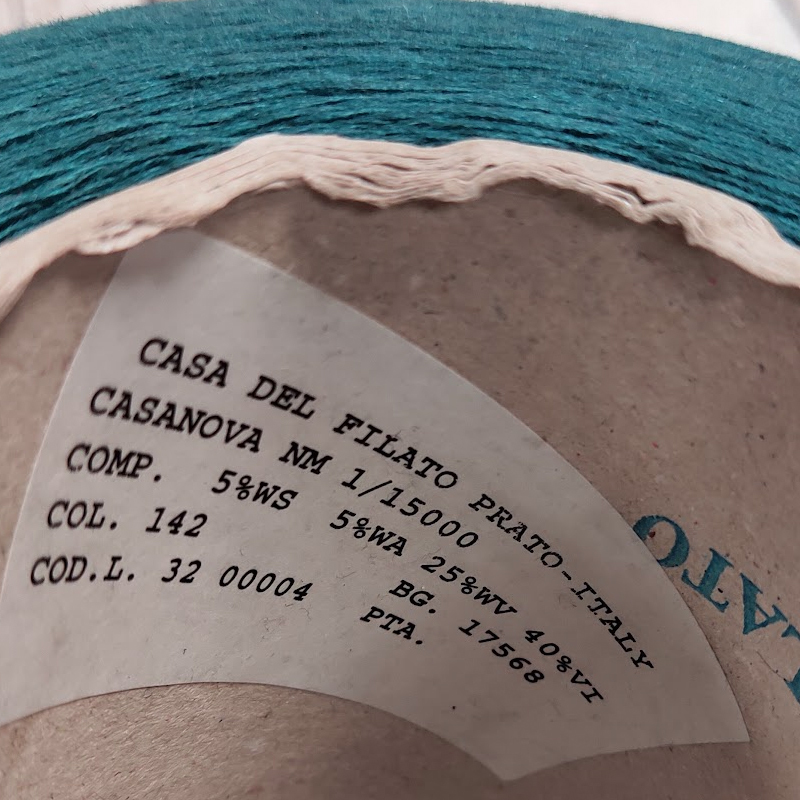 CASA DEL FILATO PRATO-ITALY
CASANOVA NM 1/15000
COMP. 5%WS 5%WA 25%WV 40%VI
COL. 142 BG. 17568
COD.L. 32 00004 PTA.